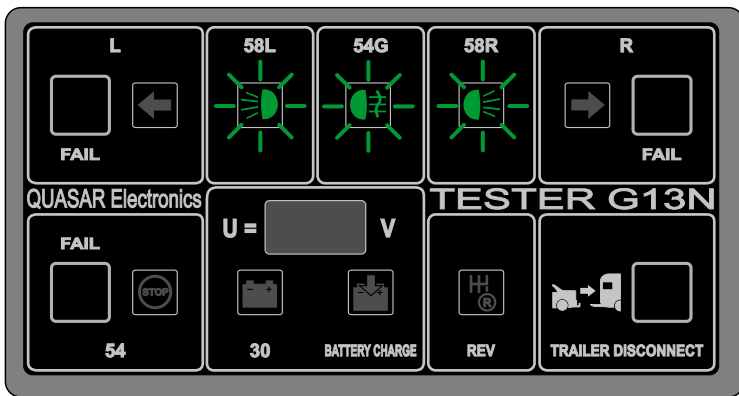 L 58L 54G 58R R
FAIL FAIL
QUASAR Electronics TESTER G13N
FAIL U = V
STOP R
54 30 BATTERY CHARGE REV TRAILER DISCONNECT